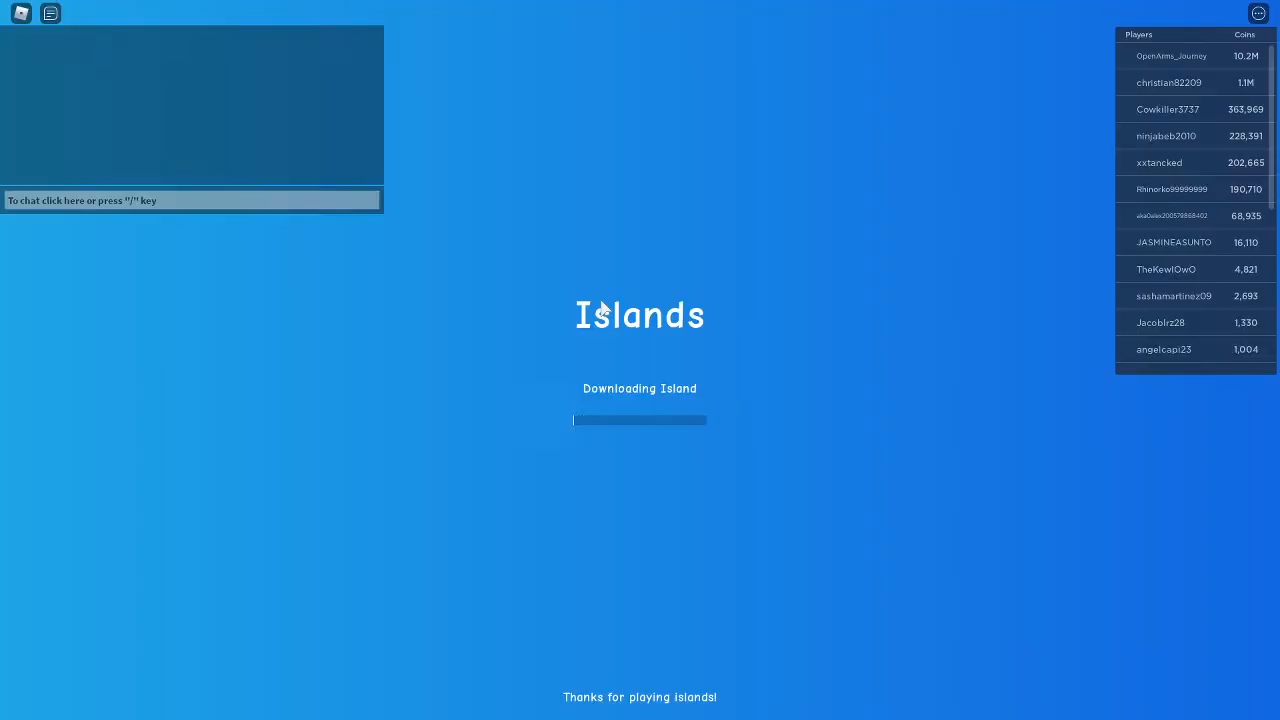 To chat click here or press "/" key
Players Coins
OpenArms_Journey 10.2M
christian82209 1.1M
Cowkiller3737 363,969
ninjabeb2010 228,391
xxtancked 202,665
Rhinorko99999999 190,710
aka0alex200579868402 68,935
JASMINEASUNTO 16,110
TheKewlOwO 4,821
sashamartinez09 2,693
Jacoblrz28 1,330
angelcapi23 1,004
Islands
Downloading Island
Thanks for playing islands!